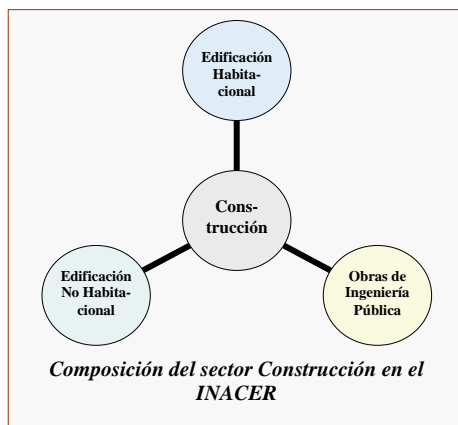 Edificación
Habita-
cional
Cons-
trucción
Edificación
No Habita-
cional
Obras de
Ingeniería
Pública
Composición del sector Construcción en el
INACER